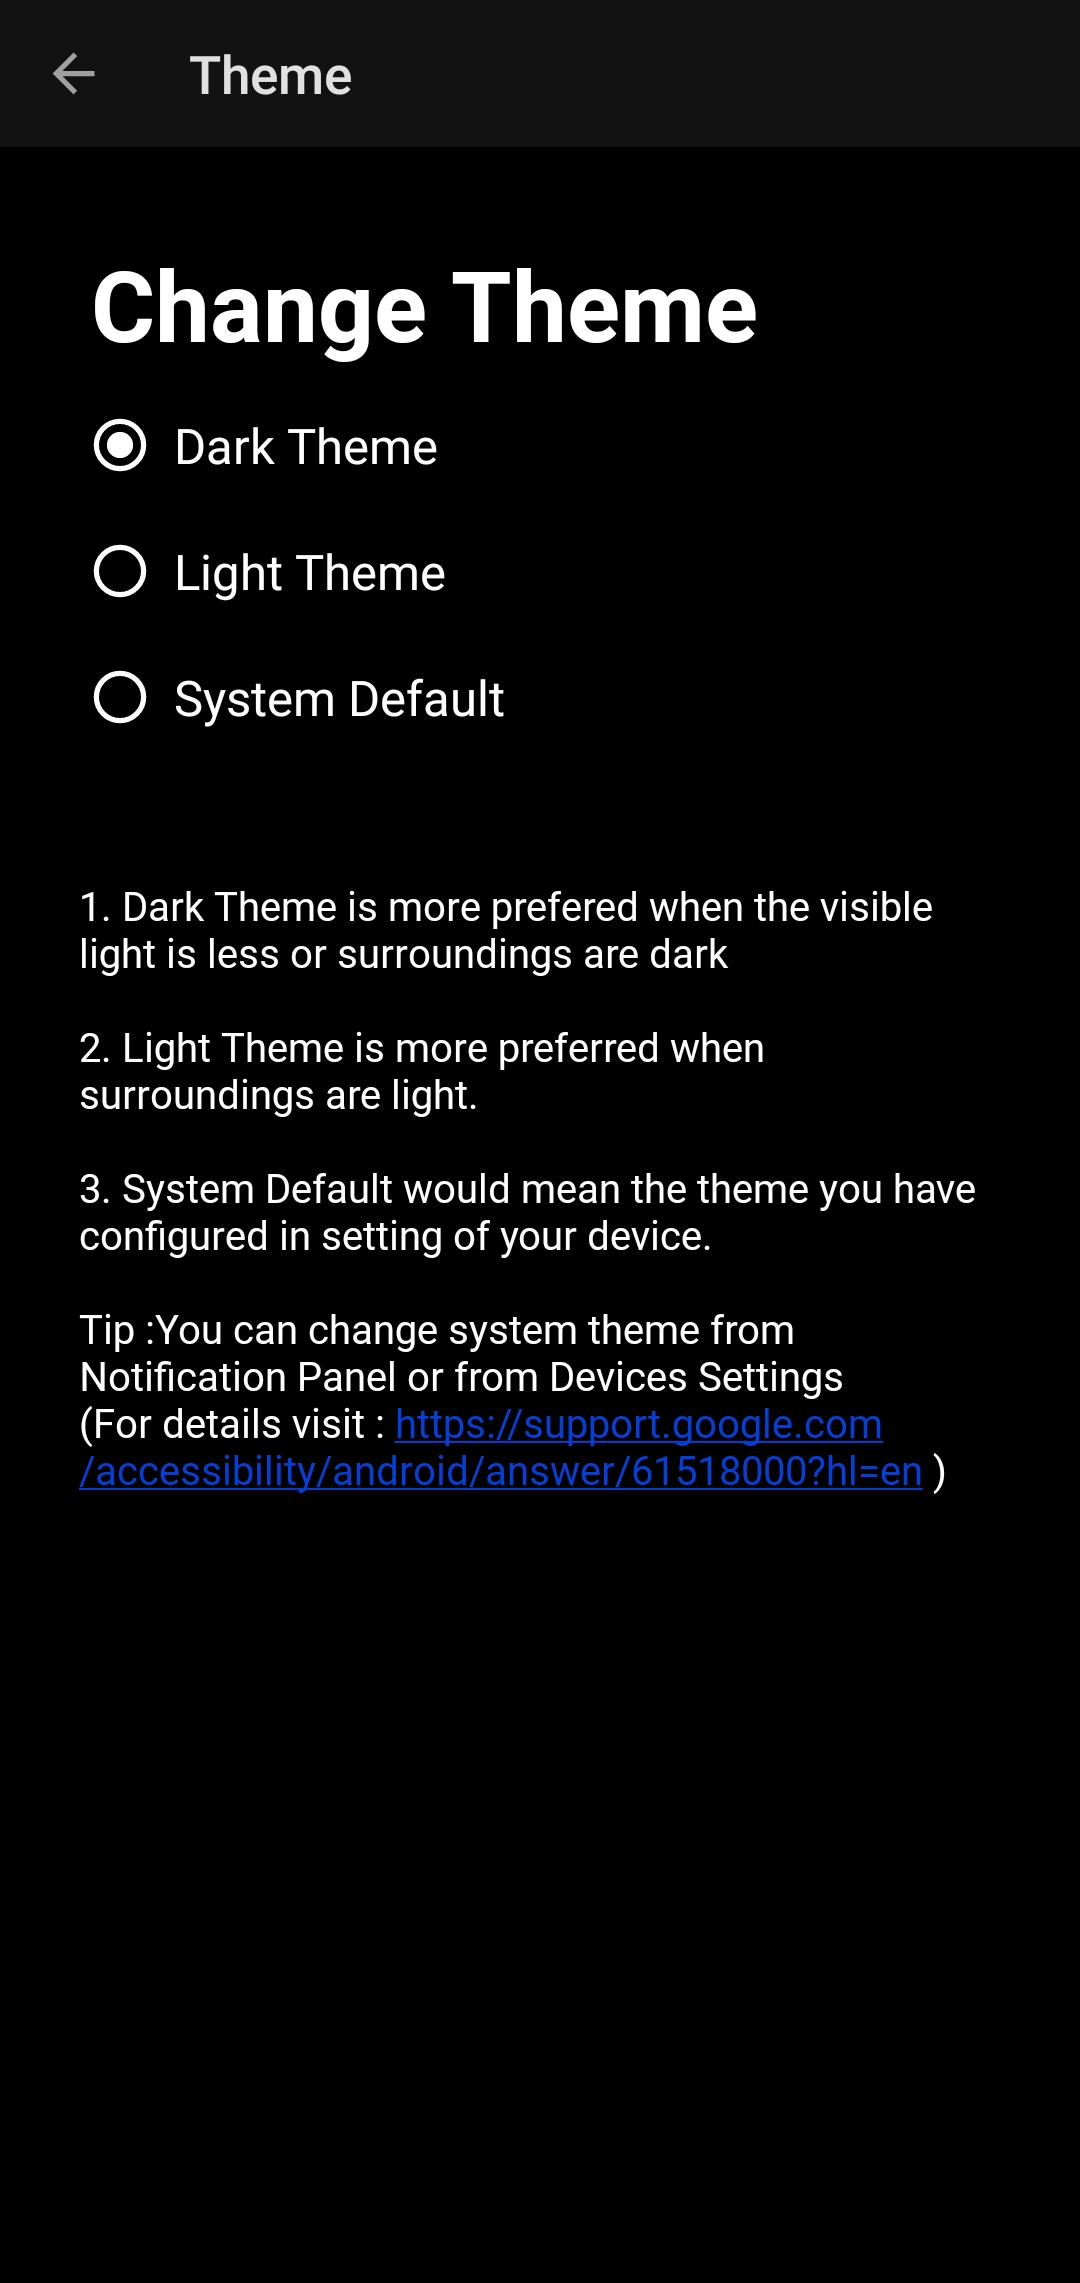 Theme
Change Theme
Dark Theme
Light Theme
System Default
1. Dark Theme is more prefered when the visible
light is less or surroundings are dark
2. Light Theme is more preferred when
surroundings are light.
3. System Default would mean the theme you have
configured in setting of your device.
Tip :You can change system theme from
Notification Panel or from Devices Settings
(For details visit : https://support.google.com
/accessibility/android/answer/61518000?hl=en )